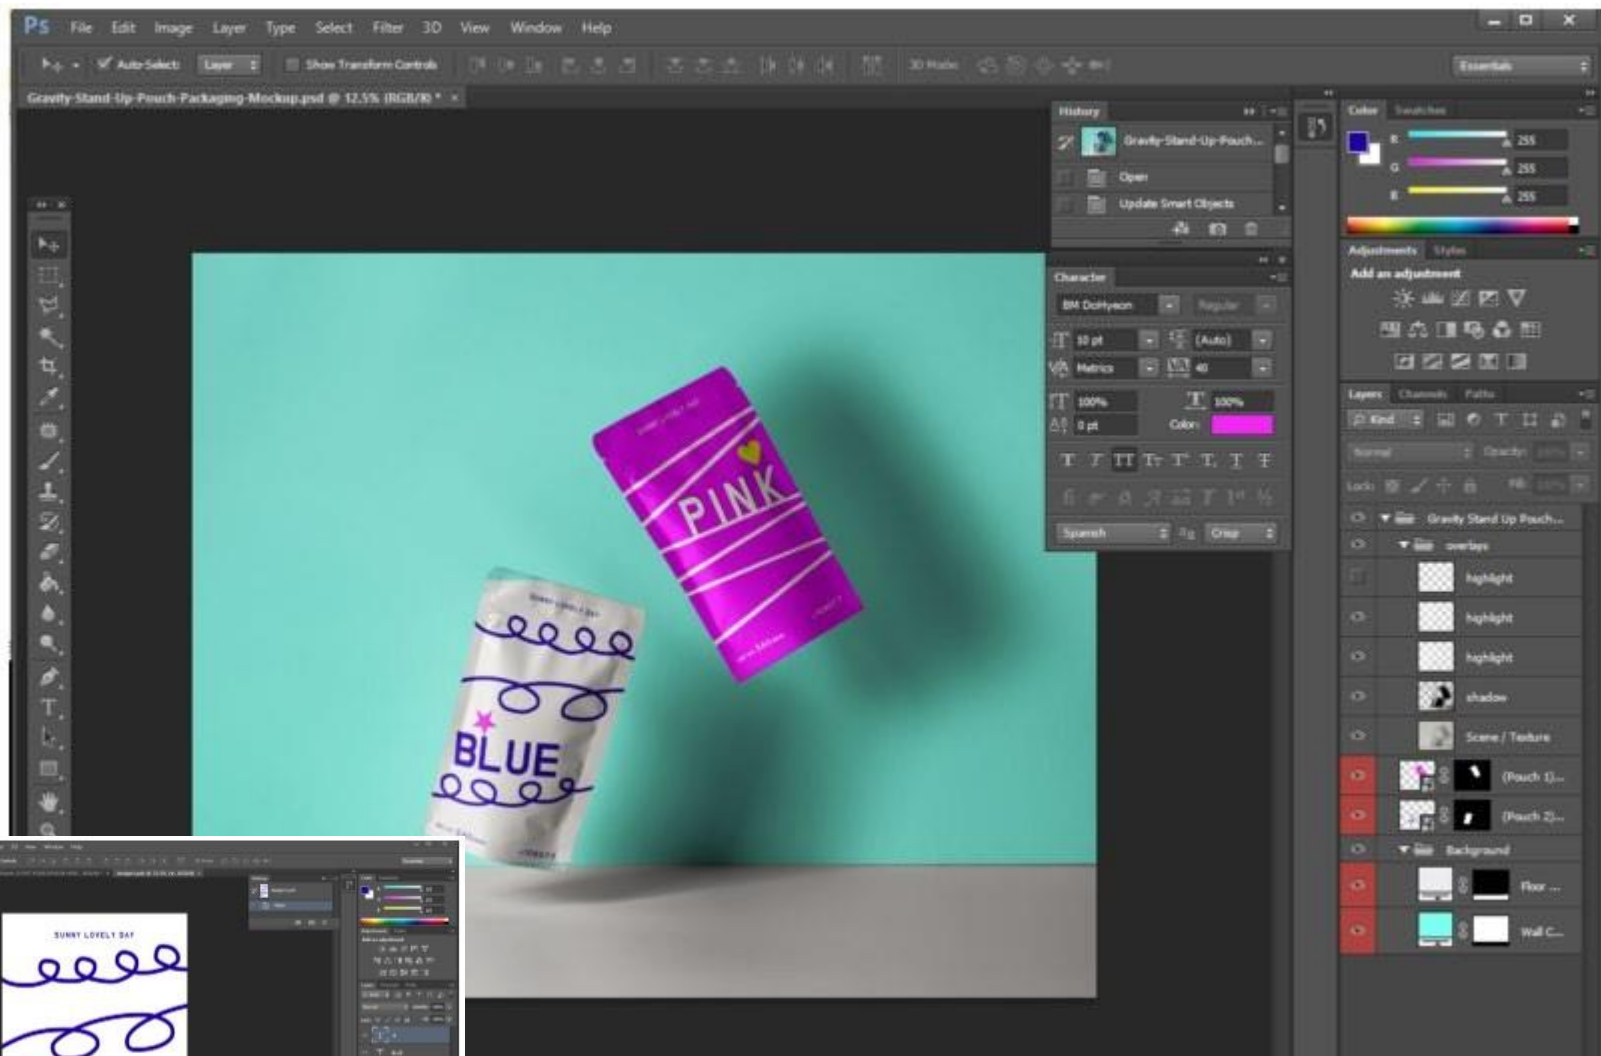 Ps File Edit Image Layer Type Select Filter 3D View Window Help
Auto-Select: Layer Show Transform Controls 3D Mode: Essentials
Gravity-Stand-Up-Pouch-Packaging-Mockup.psd @ 12,5% (RGB/8) * ×
History
Gravity-Stand-Up-Pouch...
Open
Update Smart Objects
Character
BM DoHyeon Regular
(Auto)
Metrics 40
100% 100%
0 pt Color:
Spanish Crisp
Color Swatches
R 255
G 255
B 255
Adjustments Styles
Add an adjustment
Layers Channels Paths
Kind
Normal Opacity:
Lock: Fill:
Gravity Stand Up Pouch...
overlays
highlight
highlight
highlight
shadow
Scene / Texture
(Pouch 1)...
(Pouch 2)...
Background
Floor ...
Wall C...
PINK
SUNNY LOVELY DAY
BLUE
SUNNY LOVELY DAY